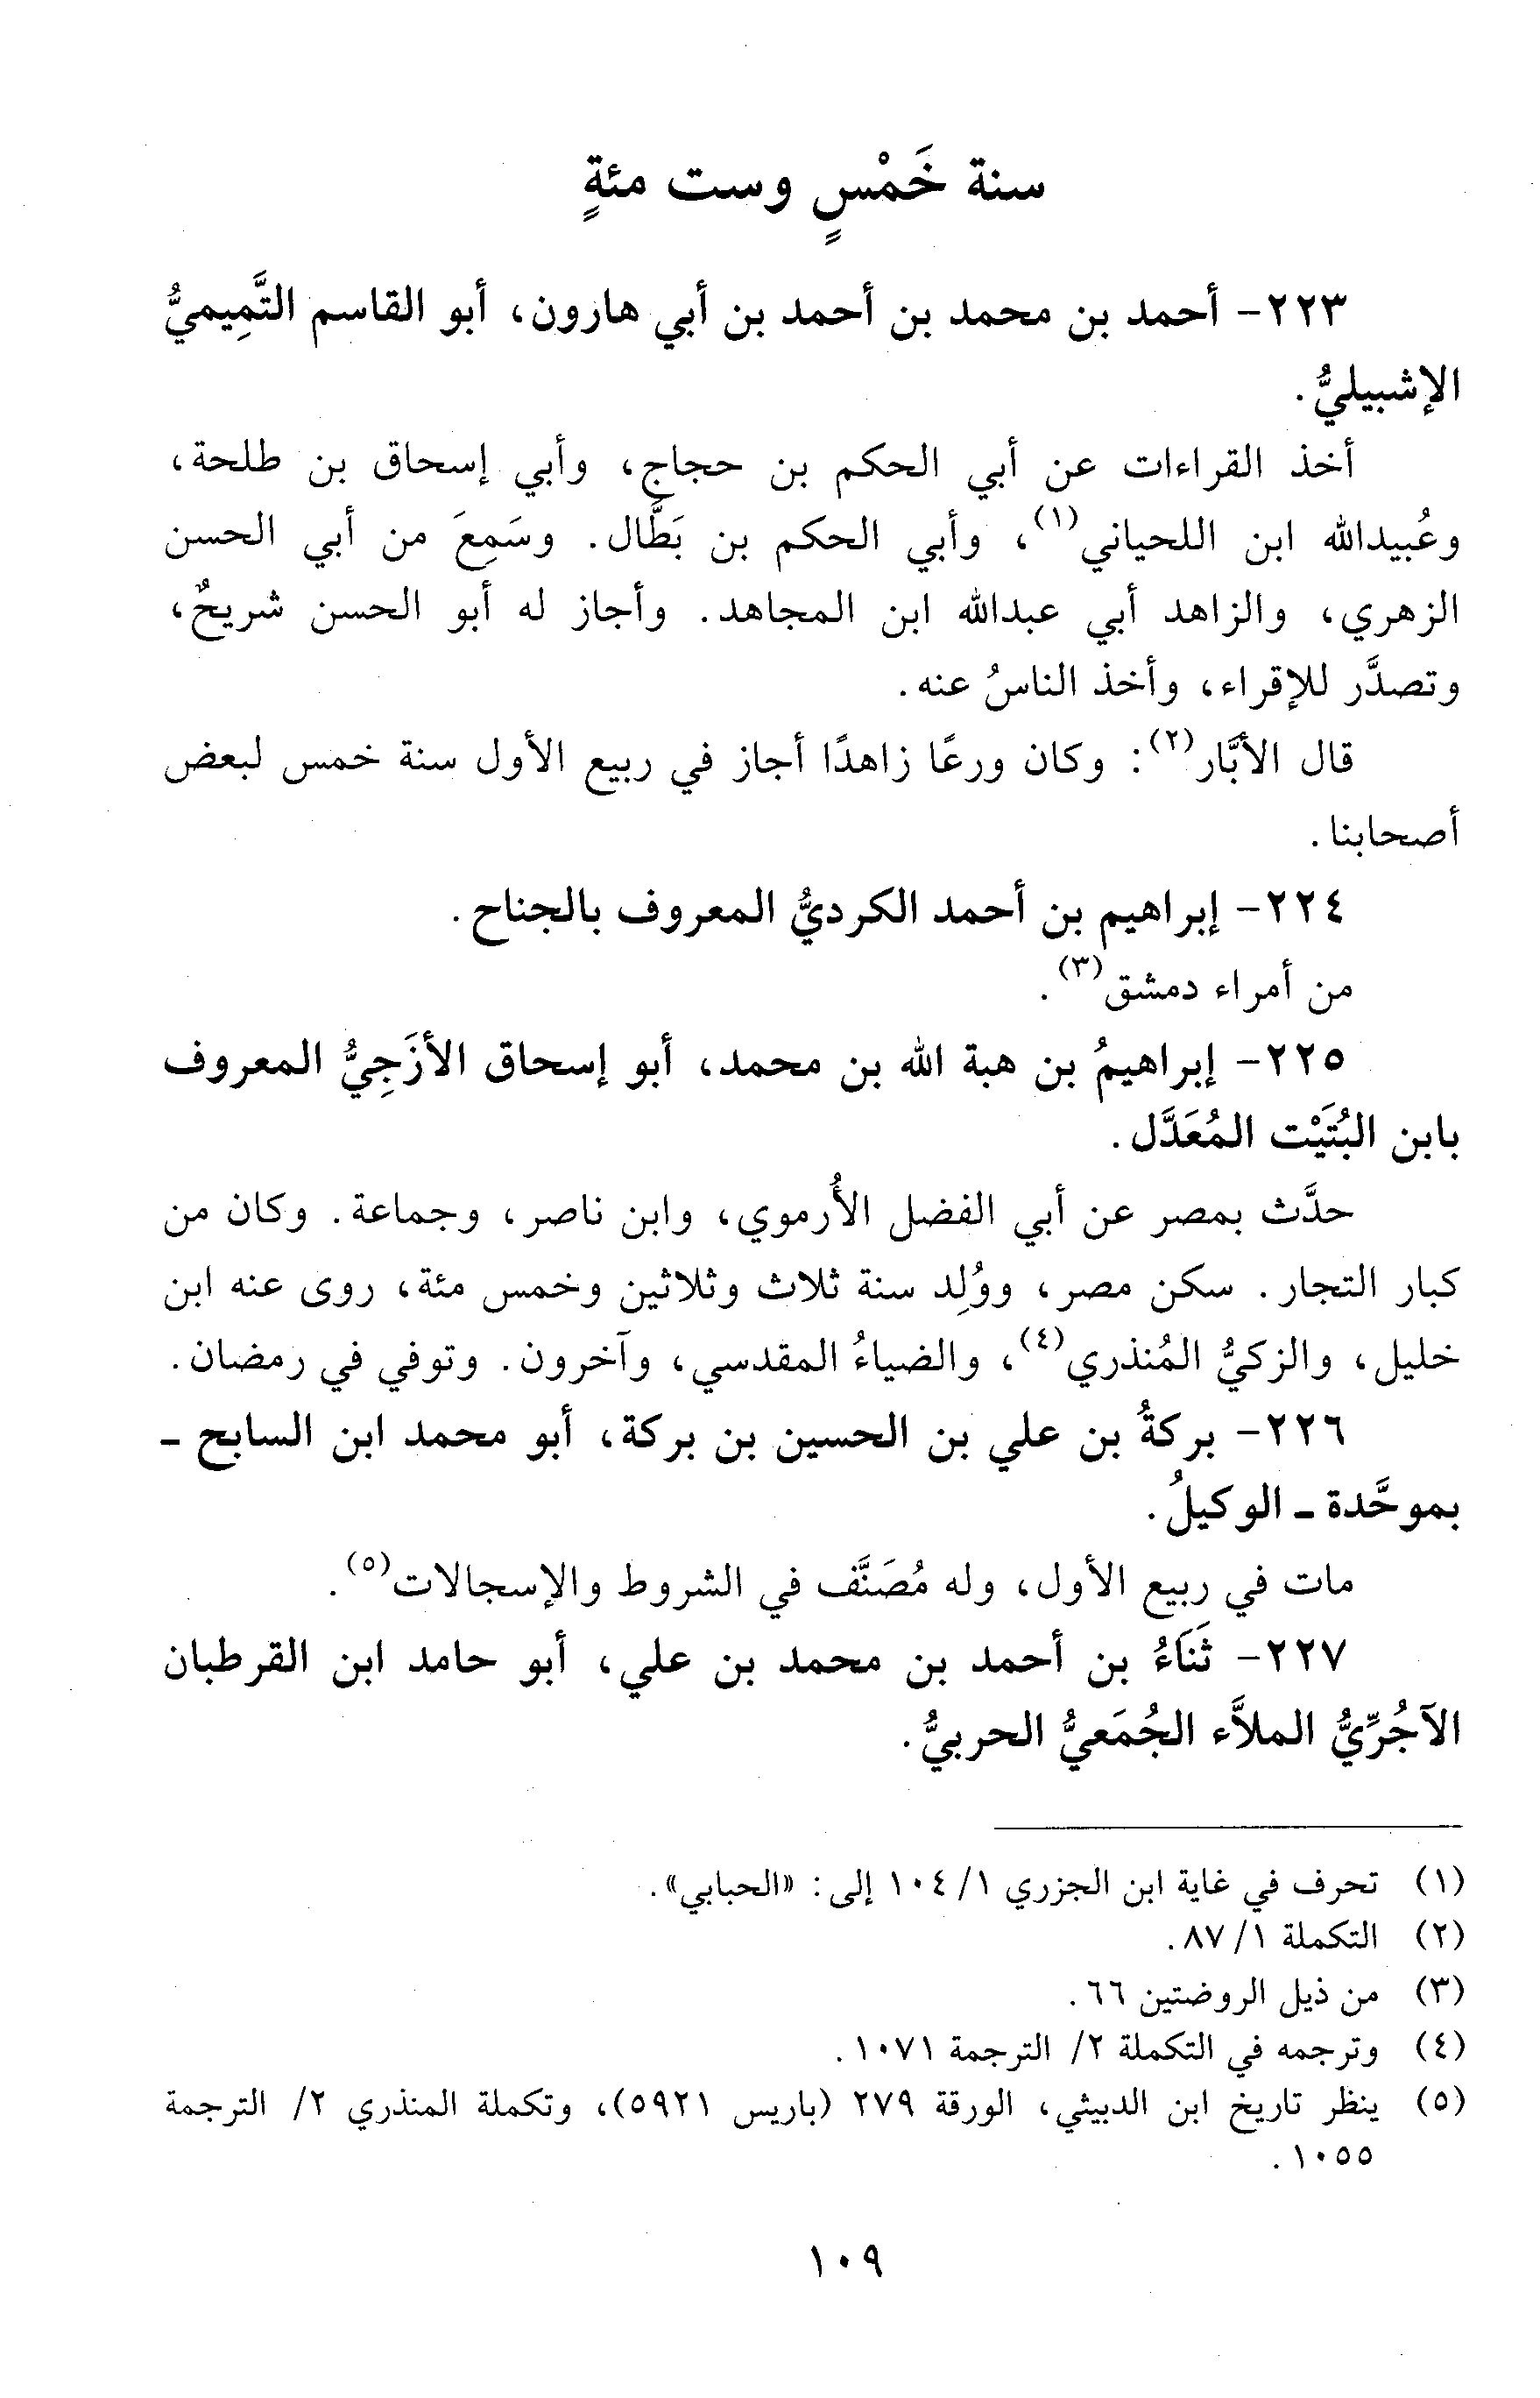 سنة خَمْسٍ وست مئةٍ
٢٢٣- أحمد بن محمد بن أحمد بن أبي هارون، أبو القاسم التَّمِيميُّ
الإشبيليُّ.
أخذ القراءات عن أبي الحكم بن حجاج، وأبي إسحاق بن طلحة،
وعُبيدالله ابن اللحياني(١)، وأبي الحكم بن بَطَّال. وسَمِعَ من أبي الحسن
الزهري، والزاهد أبي عبدالله ابن المجاهد. وأجاز له أبو الحسن شريحٌ،
وتصدَّر للإقراء، وأخذ الناسُ عنه.
قال الأبَّار(٢): وكان ورعًا زاهدًا أجاز في ربيع الأول سنة خمس لبعض
أصحابنا.
٢٢٤- إبراهيم بن أحمد الكرديُّ المعروف بالجناح.
من أمراء دمشق(٣).
٢٢٥- إبراهيمُ بن هبة الله بن محمد، أبو إسحاق الأزَجِيُّ المعروف
بابن البُتَيْت المُعَدَّل.
حدَّث بمصر عن أبي الفضل الأُرموي، وابن ناصر، وجماعة. وكان من
كبار التجار. سكن مصر، ووُلِد سنة ثلاث وثلاثين وخمس مئة، روى عنه ابن
خليل، والزكيُّ المُنذري(٤)، والضياءُ المقدسي، وآخرون. وتوفي في رمضان.
٢٢٦- بركةُ بن علي بن الحسين بن بركة، أبو محمد ابن السابح ـ
بموحَّدة ـ الوكيلُ.
مات في ربيع الأول، وله مُصَنَّف في الشروط والإسجالات(٥).
٢٢٧- ثَنَاءُ بن أحمد بن محمد بن علي، أبو حامد ابن القرطبان
الآجُرِّيُّ الملاَّء الجُمَعيُّ الحربيُّ.
(١) تحرف في غاية ابن الجزري ١/ ١٠٤ إلى: «الحبابي».
(٢) التكملة ١/ ٨٧.
(٣) من ذيل الروضتين ٦٦.
(٤) وترجمه في التكملة ٢/ الترجمة ١٠٧١.
(٥) ينظر تاريخ ابن الدبيثي، الورقة ٢٧٩ (باريس ٥٩٢١)، وتكملة المنذري ٢/ الترجمة
١٠٥٥.
١٠٩